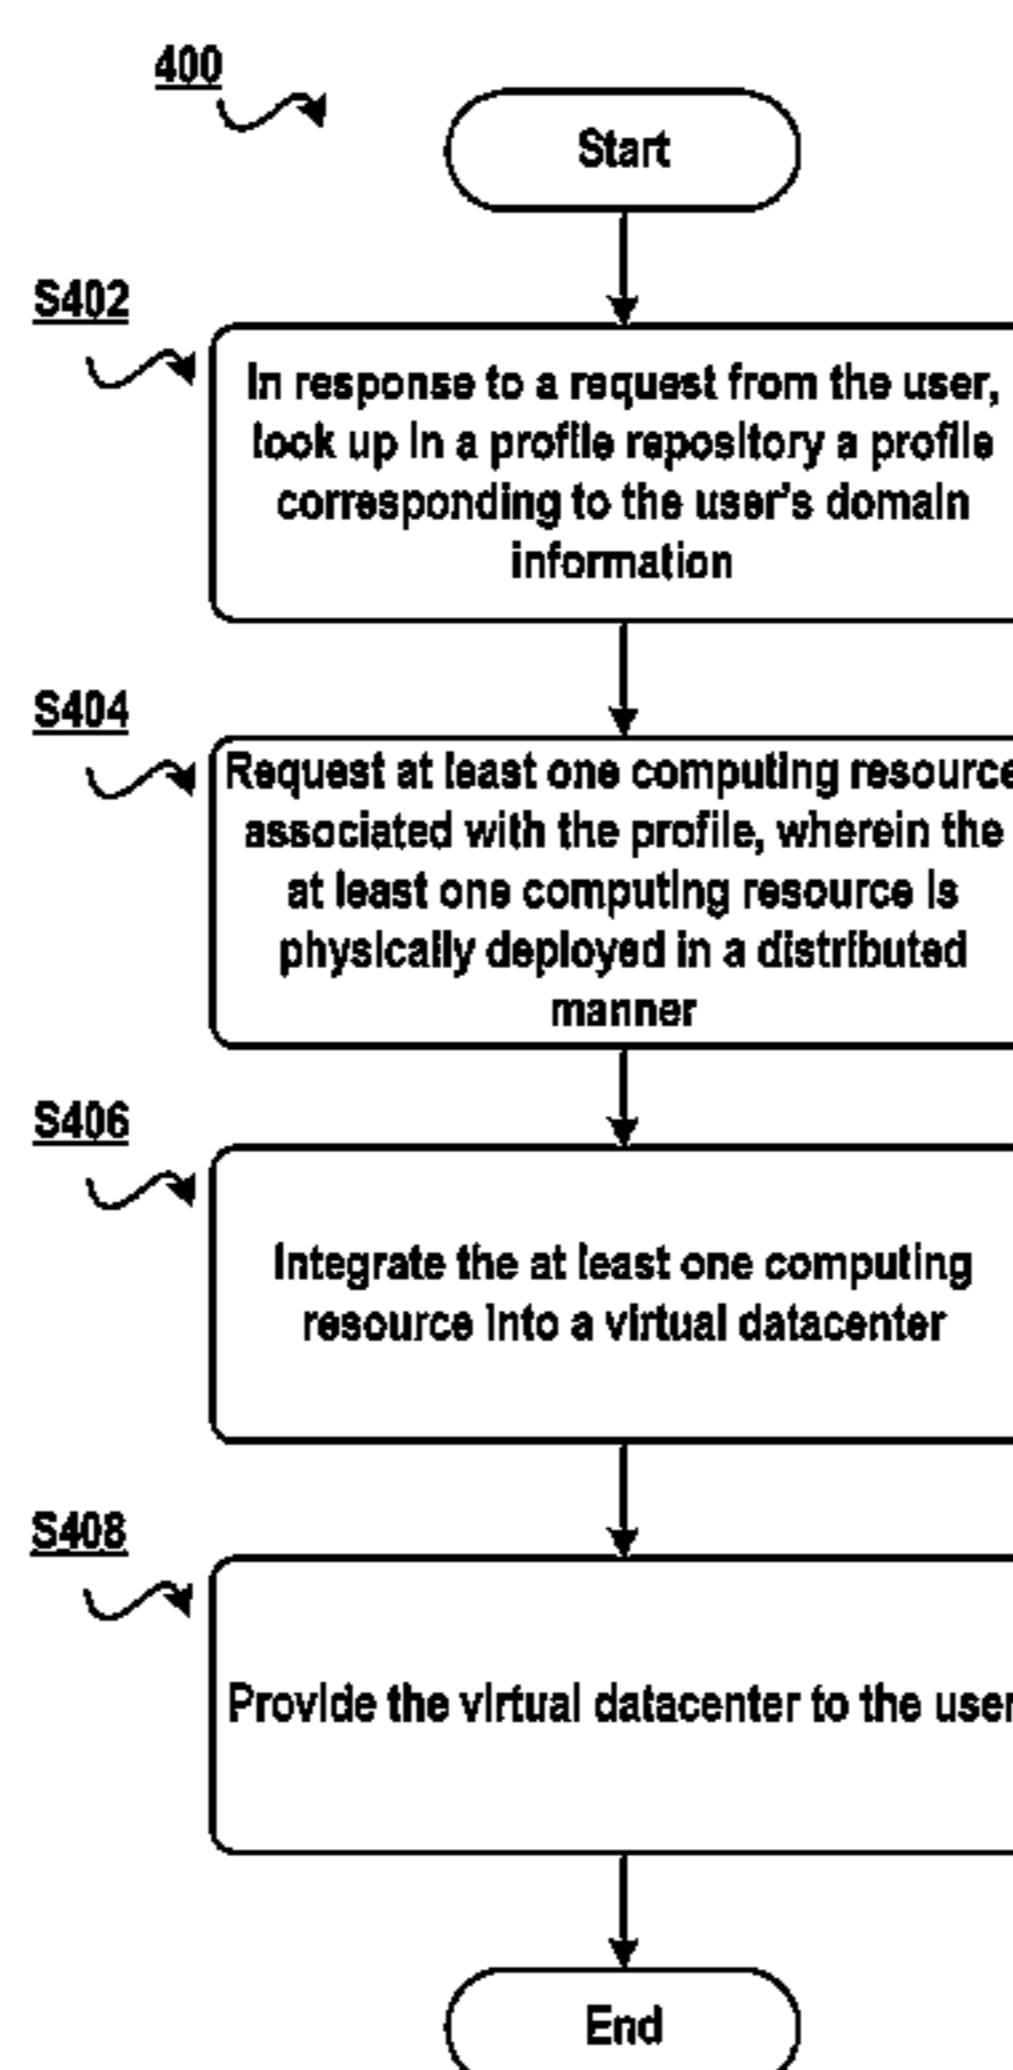 400
Start
S402
In response to a request from the user,
look up in a profile repository a profile
corresponding to the user's domain
information
S404
Request at least one computing resource
associated with the profile, wherein the
at least one computing resource is
physically deployed in a distributed
manner
S406
Integrate the at least one computing
resource into a virtual datacenter
S408
Provide the virtual datacenter to the user
End